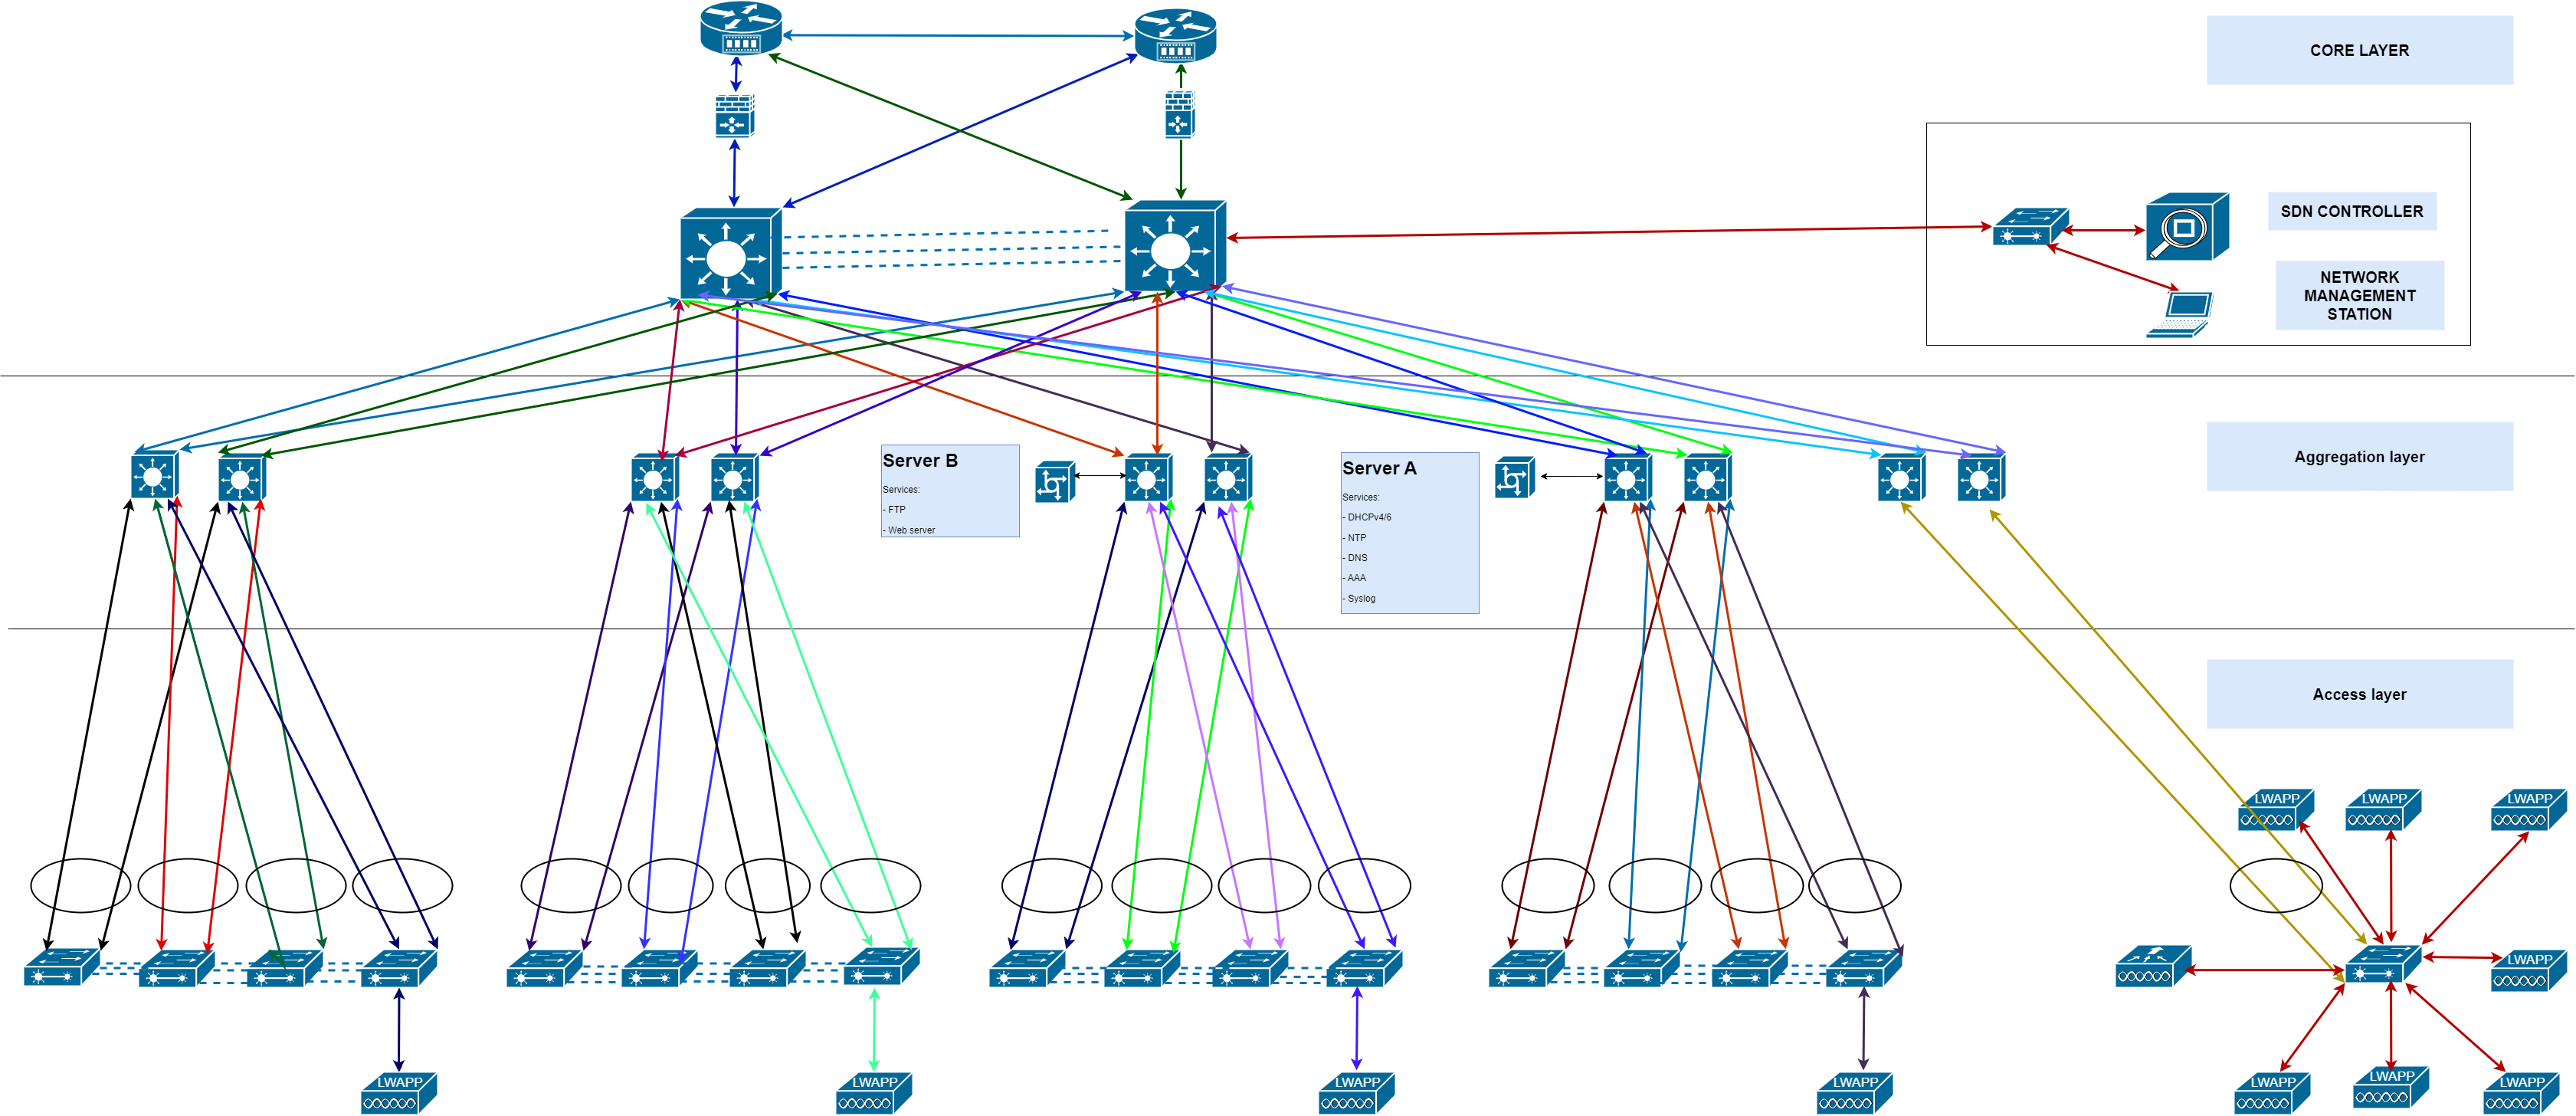 CORE LAYER
SDN CONTROLLER
NETWORK
MANAGEMENT
STATION
Server B
Services:
- FTP
- Web server
Server A
Services:
- DHCPv4/6
- NTP
- DNS
- AAA
- Syslog
Aggregation layer
Access layer
LWAPP
LWAPP
LWAPP
LWAPP
LWAPP
LWAPP
LWAPP
LWAPP
LWAPP
LWAPP
LWAPP